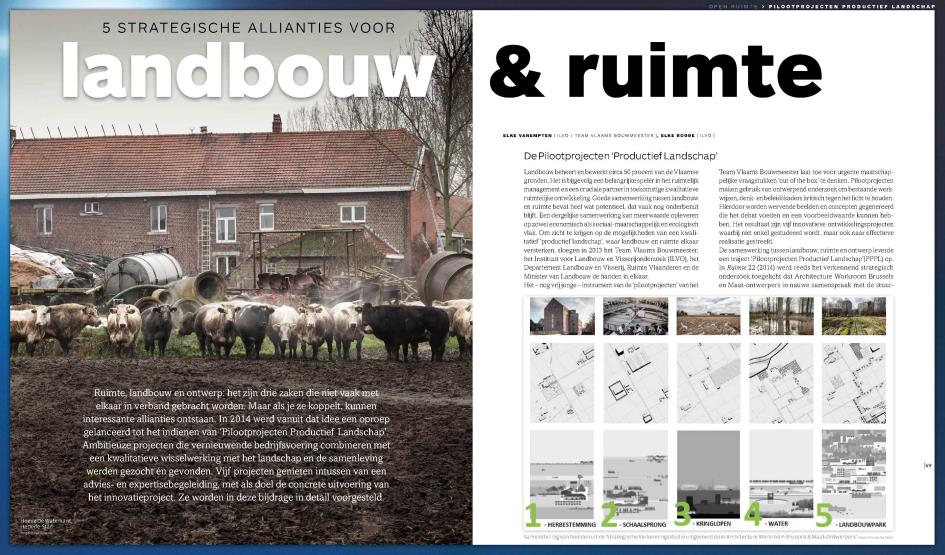 OPEN RUIMTE > PILOOTPROJECTEN PRODUCTIEF LANDSCHAP
5 STRATEGISCHE ALLIANTIES VOOR
landbouw & ruimte
ELKE VANEMPTEN [ILVO | TEAM VLAAMS BOUWMEESTER], ELKE ROGGE [ILVO]
De Pilootprojecten 'Productief Landschap'
Landbouw beheert en bewerkt circa 50 procent van de Vlaamse
gronden. Het is bijgevolg een belangrijke speler in het ruimtelijk
management en een cruciale partner in toekomstige kwalitatieve
ruimtelijke ontwikkeling. Goede samenwerking tussen landbouw
en ruimte bevat heel wat potentieel, dat vaak nog onderbenut
blijft. Een dergelijke samenwerking kan meerwaarde opleveren
op zowel economisch als sociaal-maatschappelijk en ecologisch
vlak. Om zicht te krijgen op de mogelijkheden van een kwali-
tatief 'productief landschap', waar landbouw en ruimte elkaar
versterken, sloegen in 2013 het Team Vlaams Bouwmeester,
het Instituut voor Landbouw en Visserijonderzoek (ILVO), het
Departement Landbouw en Visserij, Ruimte Vlaanderen en de
Minister van Landbouw de handen in elkaar.
Het – nog vrij jonge – instrument van de 'pilootprojecten' van het
Team Vlaams Bouwmeester laat toe voor urgente maatschap-
pelijke vraagstukken 'out of the box' te denken. Pilootprojecten
maken gebruik van ontwerpend onderzoek om bestaande werk-
wijzen, denk- en beleidskaders kritisch tegen het licht te houden.
Hierdoor worden wervende beelden en concepten gegenereerd
die het debat voeden en een voorbeeldwaarde kunnen heb-
ben. Het resultaat zijn vijf innovatieve ontwikkelingsprojecten
waarbij niet enkel gestudeerd wordt, maar ook naar effectieve
realisatie gestreefd.
De samenwerking tussen landbouw, ruimte en ontwerp leverde
een traject 'Pilootprojecten Productief Landschap'(PPPL) op.
In Ruimte 22 (2014) werd reeds het verkennend strategisch
onderzoek toegelicht dat Architecture Workroom Brussels
en Maat-ontwerpers in nauwe samenspraak met de stuur-
Ruimte, landbouw en ontwerp: het zijn drie zaken die niet vaak met
elkaar in verband gebracht worden. Maar als je ze koppelt, kunnen
interessante allianties ontstaan. In 2014 werd vanuit dat idee een oproep
gelanceerd tot het indienen van 'Pilootprojecten Productief Landschap'.
Ambitieuze projecten die vernieuwende bedrijfsvoering combineren met
een kwalitatieve wisselwerking met het landschap en de samenleving
werden gezocht en gevonden. Vijf projecten genieten intussen van een
advies- en expertisebegeleiding, met als doel de concrete uitvoering van
het innovatieproject. Ze worden in deze bijdrage in detail voorgesteld.
1 - HERBESTEMMING 2 - SCHAALSPRONG 3 - KRINGLOPEN 4 - WATER 5 - LANDBOUWPARK
Samenstelling van beelden uit de 'Strategische Verkenningsstudie uitgevoerd door Architecture Workroom Brussels & Maat-Ontwerpers'
|69